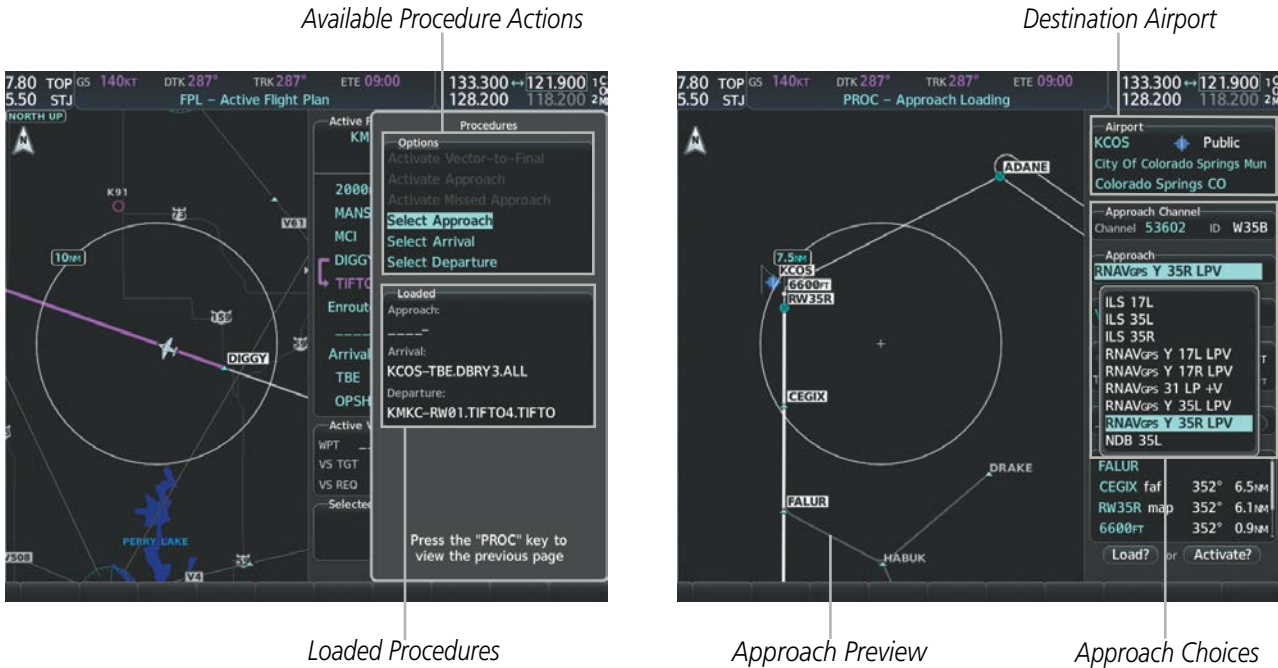 Available Procedure Actions
Destination Airport
7.80 TOP GS 140KT DTK 287° TRK 287° ETE 09:00 133.300 ↔ 121.900
5.50 STJ FPL – Active Flight Plan 128.200 118.200
NORTH UP
N
K91
73
V61
10NM
159
DIGGY
PERRY LAKE
V508
V4
KM
2000
MANS
MCI
DIGGY
TIFTO
Enrout
_ _ _ _ _
Arrival
TBE
OPSH
Active V
WPT
VS TGT
VS REQ
Selected
Procedures
Options
Activate Vector-to-Final
Activate Approach
Activate Missed Approach
Select Approach
Select Arrival
Select Departure
Loaded
Approach:
_ _ _ _-
Arrival:
KCOS-TBE.DBRY3.ALL
Departure:
KMKC-RW01.TIFTO4.TIFTO
Press the "PROC" key to
view the previous page
7.80 TOP GS 140KT DTK 287° TRK 287° ETE 09:00 133.300 ↔ 121.900
5.50 STJ PROC – Approach Loading 128.200 118.200
N
ADANE
7.5NM
KCOS
6600FT
RW35R
CEGIX
FALUR
DRAKE
HABUK
Airport
KCOS Public
City Of Colorado Springs Mun
Colorado Springs CO
Approach Channel
Channel 53602 ID W35B
Approach
RNAVGPS Y 35R LPV
ILS 17L
ILS 35L
ILS 35R
RNAVGPS Y 17L LPV
RNAVGPS Y 17R LPV
RNAVGPS 31 LP +V
RNAVGPS Y 35L LPV
RNAVGPS Y 35R LPV
NDB 35L
FALUR
CEGIX faf 352° 6.5NM
RW35R map 352° 6.1NM
6600FT 352° 0.9NM
Load? or Activate?
Loaded Procedures
Approach Preview
Approach Choices